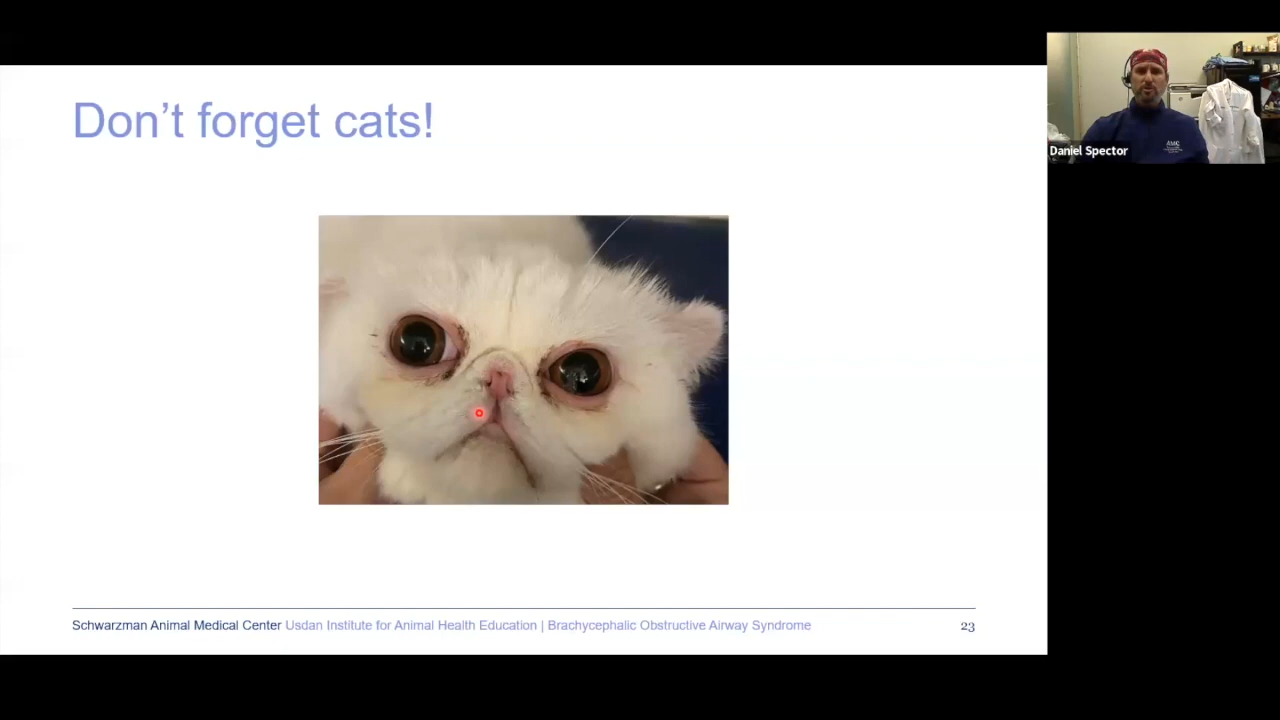 Don't forget cats!
Daniel Spector
AMC
Schwarzman Animal Medical Center Usdan Institute for Animal Health Education | Brachycephalic Obstructive Airway Syndrome
23